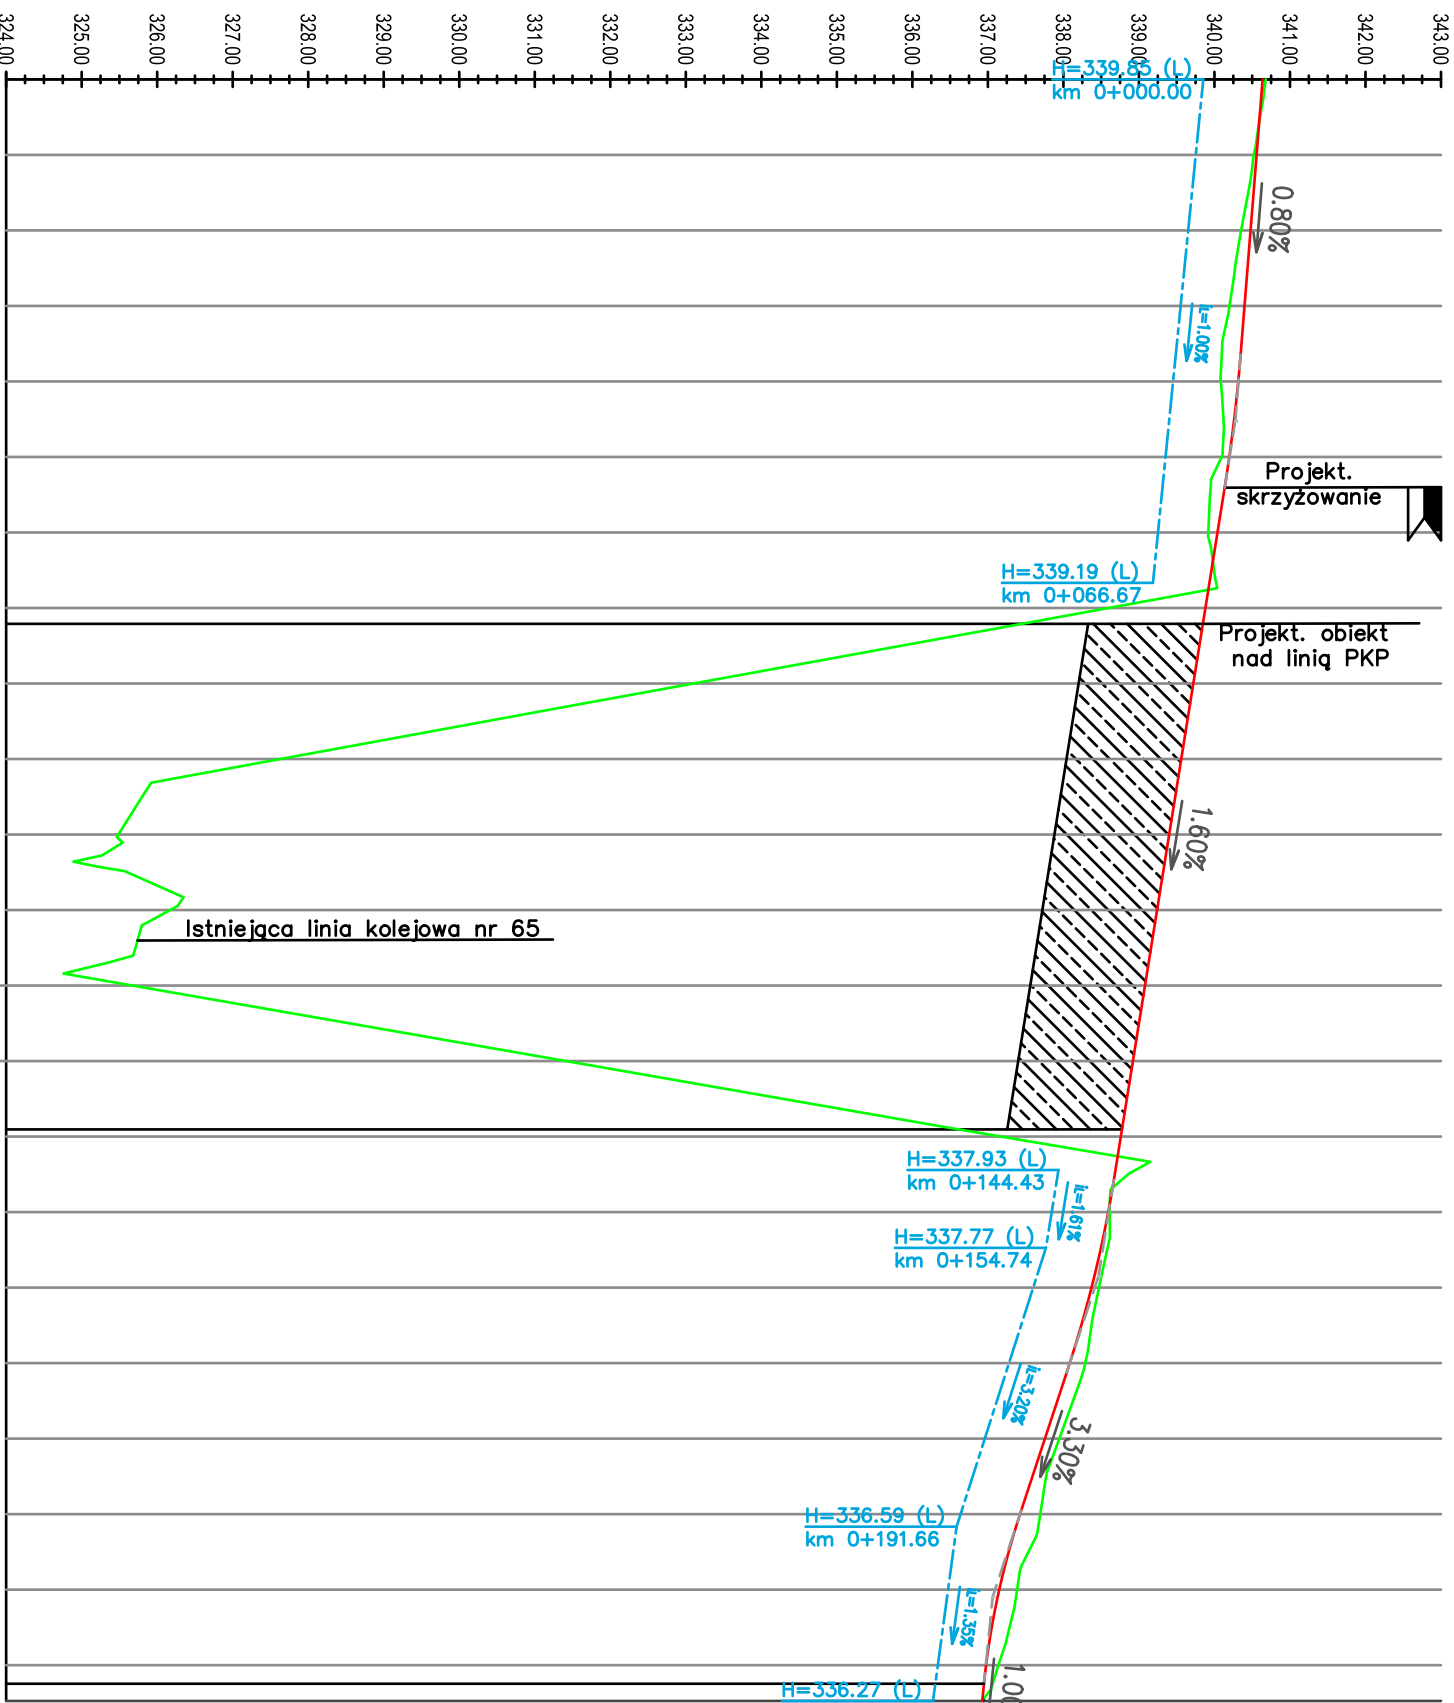 324.00
325.00
326.00
327.00
328.00
329.00
330.00
331.00
332.00
333.00
334.00
335.00
336.00
337.00
338.00
339.00
340.00
341.00
342.00
343.00
H=339.85 (L)
km 0+000.00
0.80%
iL=1.00%
Projekt.
skrzyżowanie
H=339.19 (L)
km 0+066.67
Projekt. obiekt
nad linią PKP
1.60%
Istniejąca linia kolejowa nr 65
H=337.93 (L)
km 0+144.43
iL=1.61%
H=337.77 (L)
km 0+154.74
iL=3.20%
3.30%
H=336.59 (L)
km 0+191.66
iL=1.35%
H=336.27 (L)